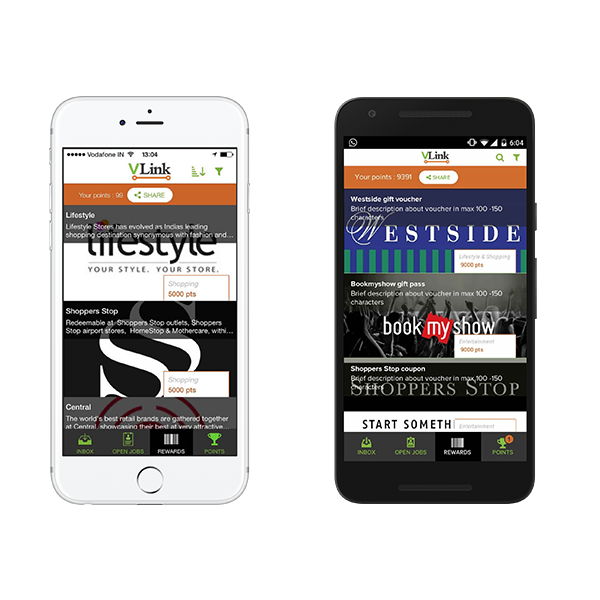 Vodafone IN
13:04
VLink
Your points : 99
SHARE
Lifestyle
Lifestyle Stores has evolved as Indias leading
shopping destination synonymous with fashion and…
lifestyle
YOUR STYLE. YOUR STORE.
Shopping
5000 pts
Shoppers Stop
Redeemable at Shoppers Stop outlets, Shoppers
Stop airport stores, HomeStop & Mothercare, withi…
S
Shopping
5000 pts
Central
The world's best retail brands are gathered together
at Central, showcasing their best at very attractive…
INBOX
OPEN JOBS
REWARDS
POINTS
6:04
VLink
Your points : 9391
SHARE
Westside gift voucher
Brief description about voucher in max 100 -150
characters
WESTSIDE
Lifestyle & Shopping
9000 pts
Bookmyshow gift pass
Brief description about voucher in max 100 -150
characters
book my show
Entertainment
9000 pts
Shoppers Stop coupon
Brief description about voucher in max 100 -150
characters
SHOPPERS STOP
START SOMETH
Entertainment
INBOX
OPEN JOBS
REWARDS
1
POINTS